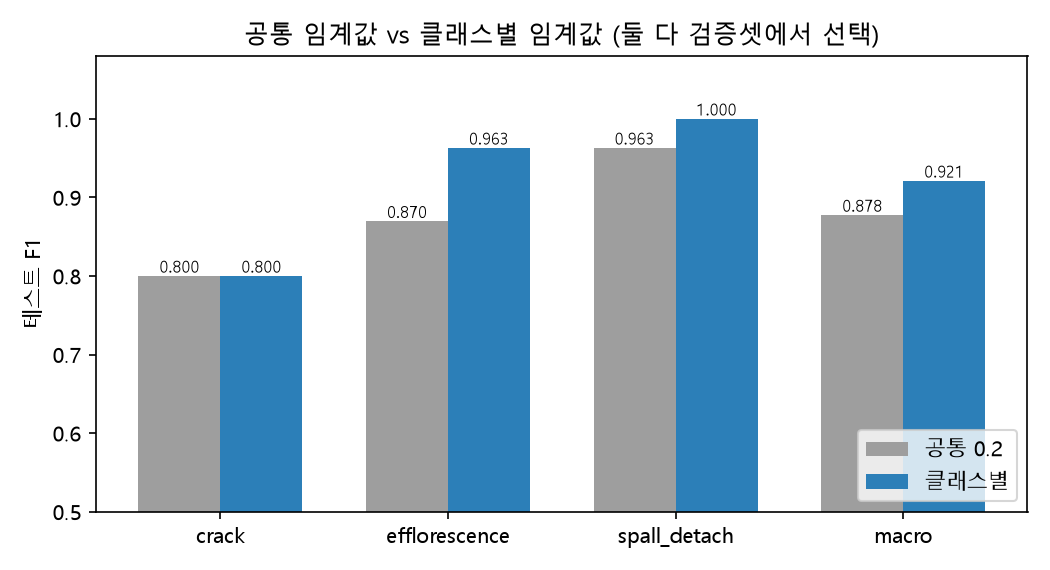 공통 임계값 vs 클래스별 임계값 (둘 다 검증셋에서 선택)
테스트 F1
1.0
0.9
0.8
0.7
0.6
0.5
0.800
0.800
0.870
0.963
0.963
1.000
0.878
0.921
공통 0.2
클래스별
crack
efflorescence
spall_detach
macro